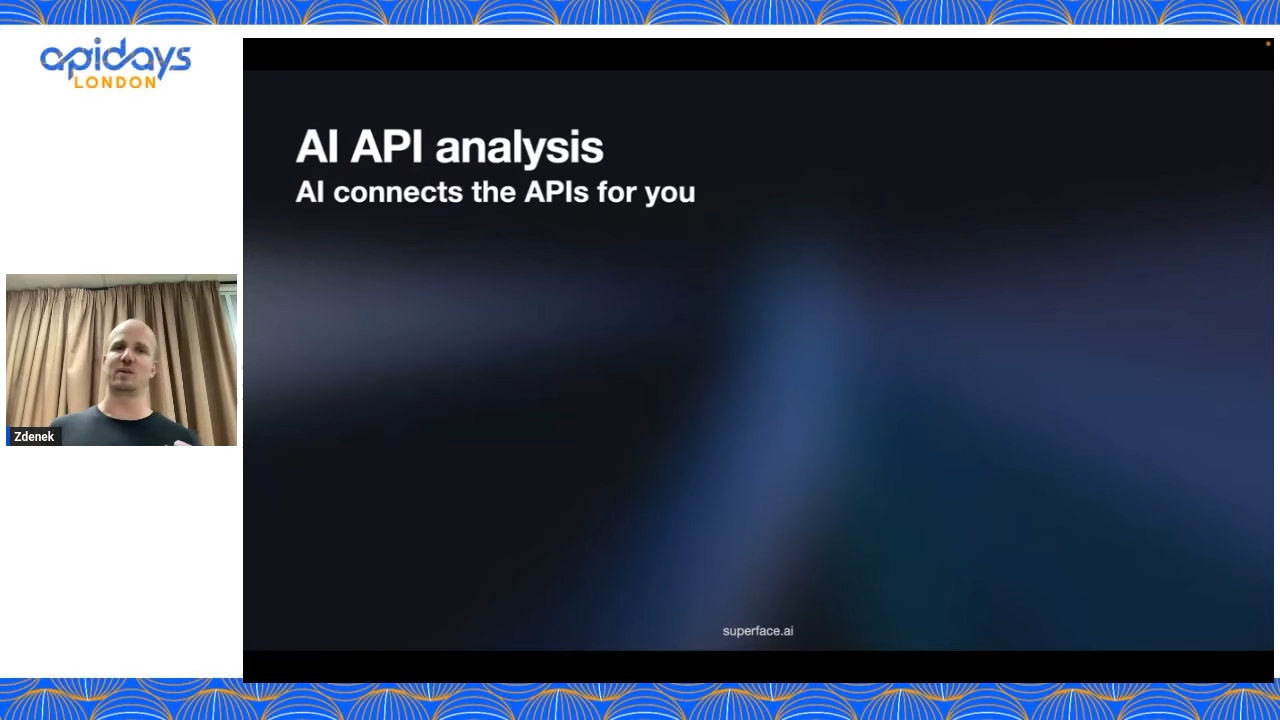 apidays
LONDON
AI API analysis
AI connects the APIs for you
Zdenek
superface.ai